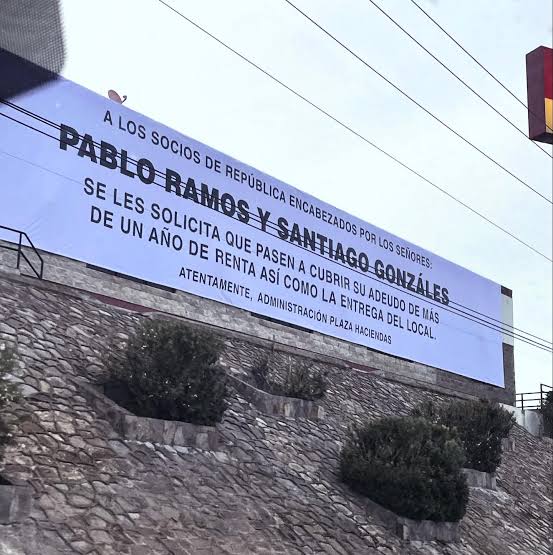 A LOS SOCIOS DE REPÚBLICA ENCABEZADOS POR LOS SEÑORES:
PABLO RAMOS Y SANTIAGO GONZÁLES
SE LES SOLICITA QUE PASEN A CUBRIR SU ADEUDO DE MÁS
DE UN AÑO DE RENTA ASÍ COMO LA ENTREGA DEL LOCAL.
ATENTAMENTE, ADMINISTRACIÓN PLAZA HACIENDAS